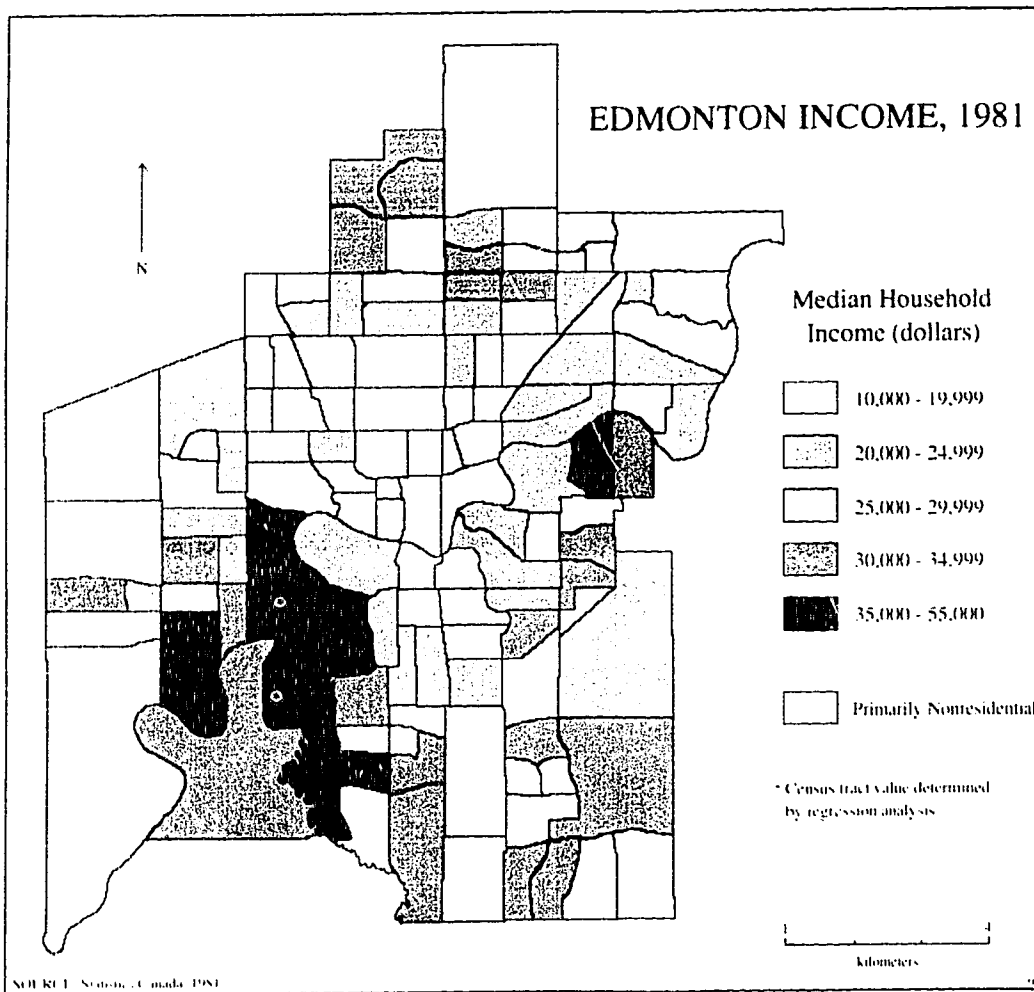 EDMONTON INCOME, 1981
N
Median Household
Income (dollars)
10,000 - 19,999
20,000 - 24,999
25,000 - 29,999
30,000 - 34,999
35,000 - 55,000
Primarily Nonresidential
* Census tract value determined
by regression analysis
kilometers
SOURCE: Statistics Canada, 1981